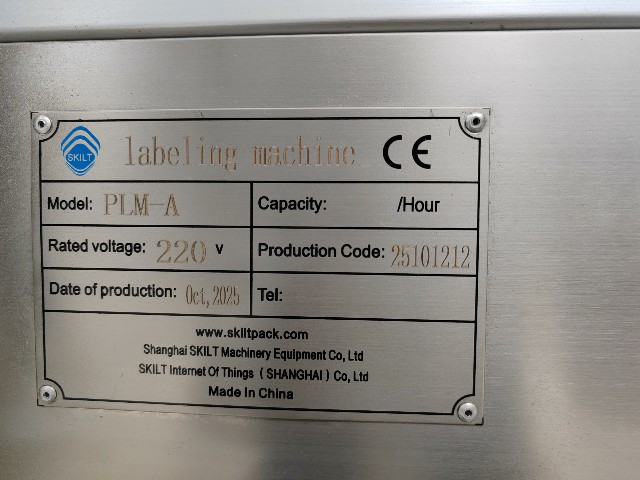 SKILT labeling machine CE
Model: PLM-A Capacity: /Hour
Rated voltage: 220 v Production Code: 25101212
Date of production: Oct,2025 Tel:
www.skiltpack.com
Shanghai SKILT Machinery Equipment Co, Ltd
SKILT Internet Of Things ( SHANGHAI ) Co, Ltd
Made In China